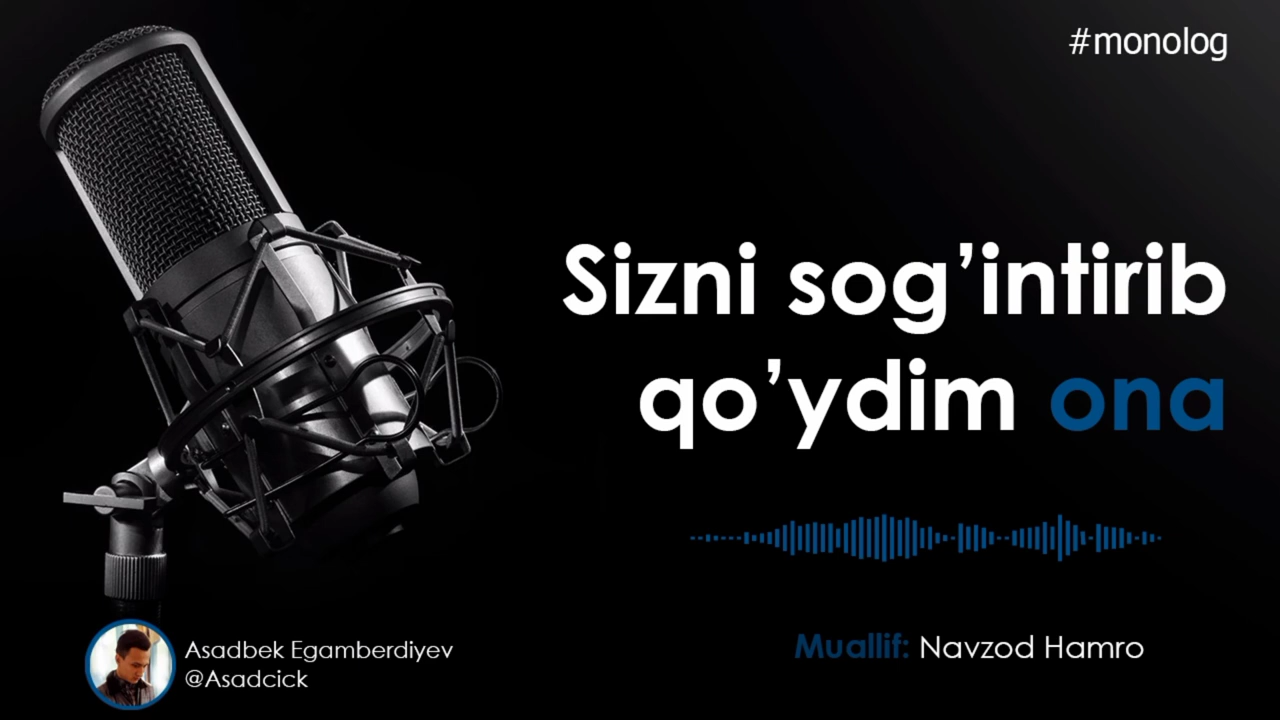 #monolog
Sizni sog’intirib
qo’ydim ona
Muallif: Navzod Hamro
Asadbek Egamberdiyev
@Asadcick